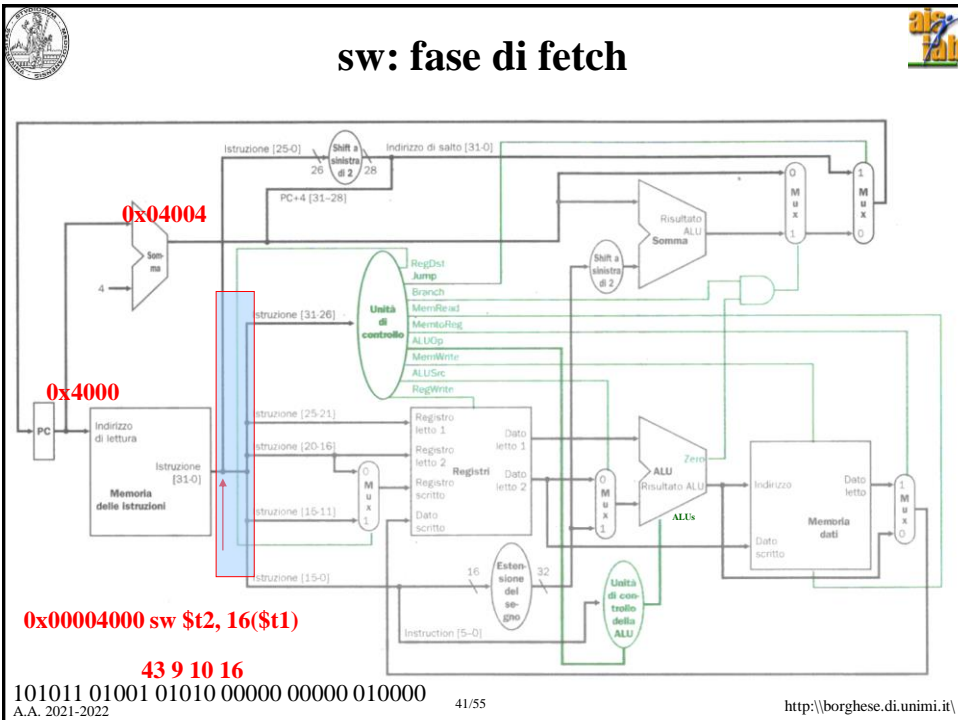 sw: fase di fetch
Istruzione [25-0]
26
Shift a
sinistra
di 2
28
Indirizzo di salto [31-0]
PC+4 [31-28]
0x04004
Som-
ma
4
Risultato
ALU
Somma
Shift a
sinistra
di 2
0
M
u
x
1
1
M
u
x
0
RegDst
Jump
Branch
MemRead
MemtoReg
ALUOp
MemWrite
ALUSrc
RegWrite
Unità
di
controllo
Istruzione [31-26]
0x4000
PC
Indirizzo
di lettura
Istruzione
[31-0]
Memoria
delle istruzioni
Istruzione [25-21]
Istruzione [20-16]
Istruzione [15-11]
Istruzione [15-0]
0
M
u
x
1
Registro
letto 1
Registro
letto 2
Registro
scritto
Dato
scritto
Registri
Dato
letto 1
Dato
letto 2
0
M
u
x
1
Zero
ALU
Risultato ALU
ALUs
Indirizzo
Dato
scritto
Dato
letto
Memoria
dati
1
M
u
x
0
16
Esten-
sione
del
se-
gno
32
Instruction [5-0]
Unità
di con-
trollo
della
ALU
0x00004000 sw $t2, 16($t1)
43 9 10 16
101011 01001 01010 00000 00000 010000
A.A. 2021-2022
41/55
http:\\borghese.di.unimi.it\